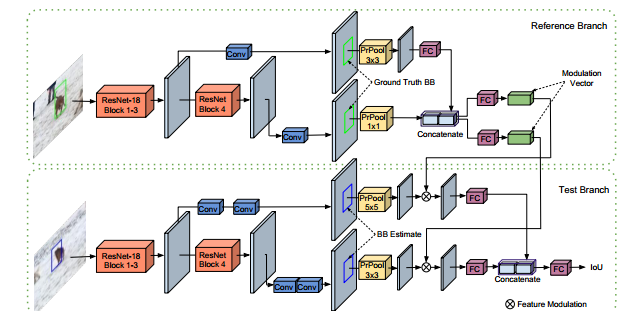 Reference Branch
Conv
PrPool
3x3
FC
Ground Truth BB
Modulation
Vector
ResNet-18
Block 1-3
ResNet
Block 4
FC
PrPool
1x1
Concatenate
Conv
FC
Test Branch
Conv
Conv
PrPool
5x5
FC
BB Estimate
ResNet-18
Block 1-3
ResNet
Block 4
PrPool
3x3
FC
FC
IoU
Concatenate
Conv
Conv
Feature Modulation